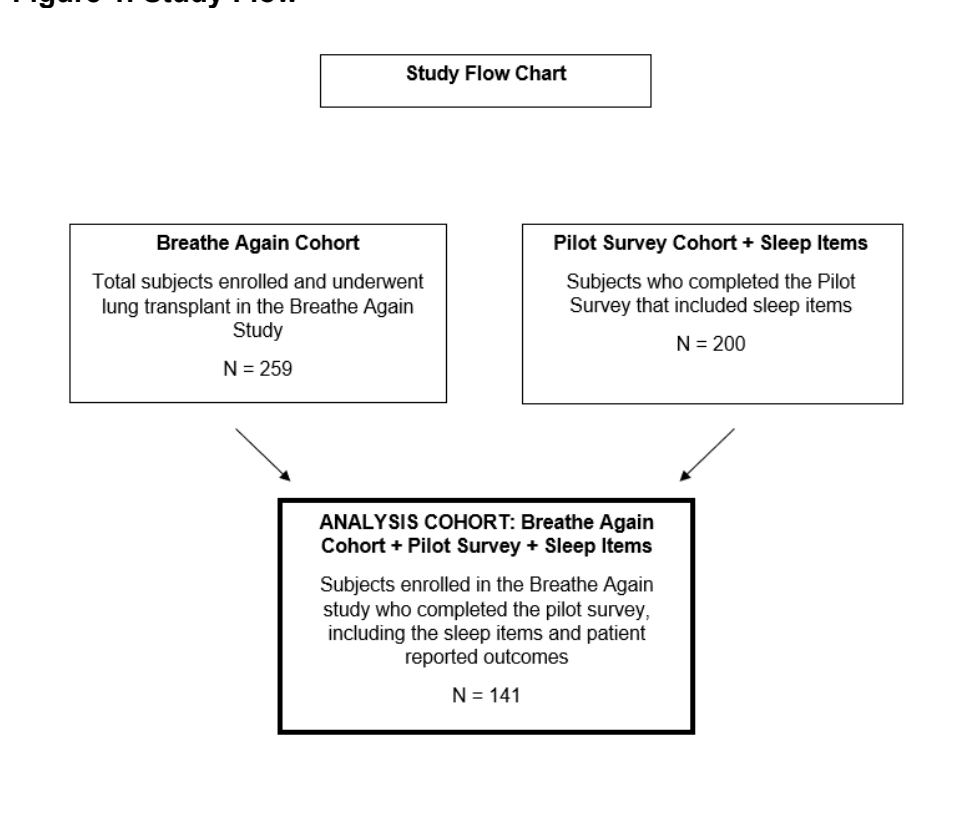 Study Flow Chart
Breathe Again Cohort
Total subjects enrolled and underwent
lung transplant in the Breathe Again
Study
N = 259
Pilot Survey Cohort + Sleep Items
Subjects who completed the Pilot
Survey that included sleep items
N = 200
ANALYSIS COHORT: Breathe Again
Cohort + Pilot Survey + Sleep Items
Subjects enrolled in the Breathe Again
study who completed the pilot survey,
including the sleep items and patient
reported outcomes
N = 141